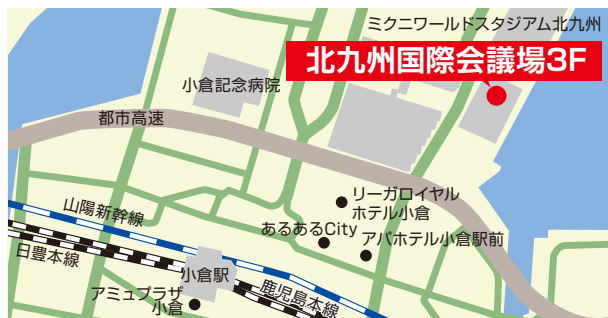 ミクニワールドスタジアム北九州
北九州国際会議場3F
小倉記念病院
都市高速
リーガロイヤル
ホテル小倉
山陽新幹線
あるあるCity
アパホテル小倉駅前
日豊本線
小倉駅
鹿児島本線
アミュプラザ
小倉